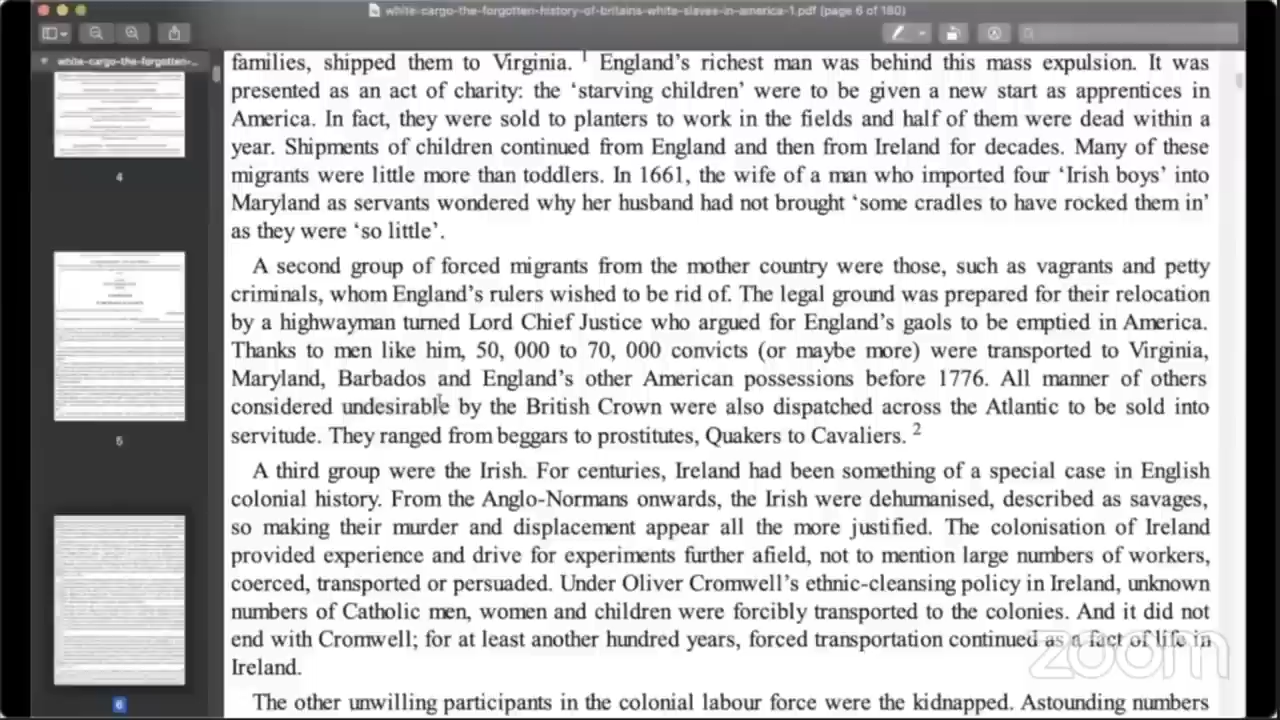 white-cargo-the-forgotten-history-of-britains-white-slaves-in-america-1.pdf (page 6 of 180)
white-cargo-the-forgotten-...
4
5
6
families, shipped them to Virginia. 1 England's richest man was behind this mass expulsion. It was
presented as an act of charity: the 'starving children' were to be given a new start as apprentices in
America. In fact, they were sold to planters to work in the fields and half of them were dead within a
year. Shipments of children continued from England and then from Ireland for decades. Many of these
migrants were little more than toddlers. In 1661, the wife of a man who imported four 'Irish boys' into
Maryland as servants wondered why her husband had not brought 'some cradles to have rocked them in'
as they were 'so little'.
A second group of forced migrants from the mother country were those, such as vagrants and petty
criminals, whom England's rulers wished to be rid of. The legal ground was prepared for their relocation
by a highwayman turned Lord Chief Justice who argued for England's gaols to be emptied in America.
Thanks to men like him, 50, 000 to 70, 000 convicts (or maybe more) were transported to Virginia,
Maryland, Barbados and England's other American possessions before 1776. All manner of others
considered undesirable by the British Crown were also dispatched across the Atlantic to be sold into
servitude. They ranged from beggars to prostitutes, Quakers to Cavaliers. 2
A third group were the Irish. For centuries, Ireland had been something of a special case in English
colonial history. From the Anglo-Normans onwards, the Irish were dehumanised, described as savages,
so making their murder and displacement appear all the more justified. The colonisation of Ireland
provided experience and drive for experiments further afield, not to mention large numbers of workers,
coerced, transported or persuaded. Under Oliver Cromwell's ethnic-cleansing policy in Ireland, unknown
numbers of Catholic men, women and children were forcibly transported to the colonies. And it did not
end with Cromwell; for at least another hundred years, forced transportation continued as a fact of life in
Ireland.
The other unwilling participants in the colonial labour force were the kidnapped. Astounding numbers
zoom